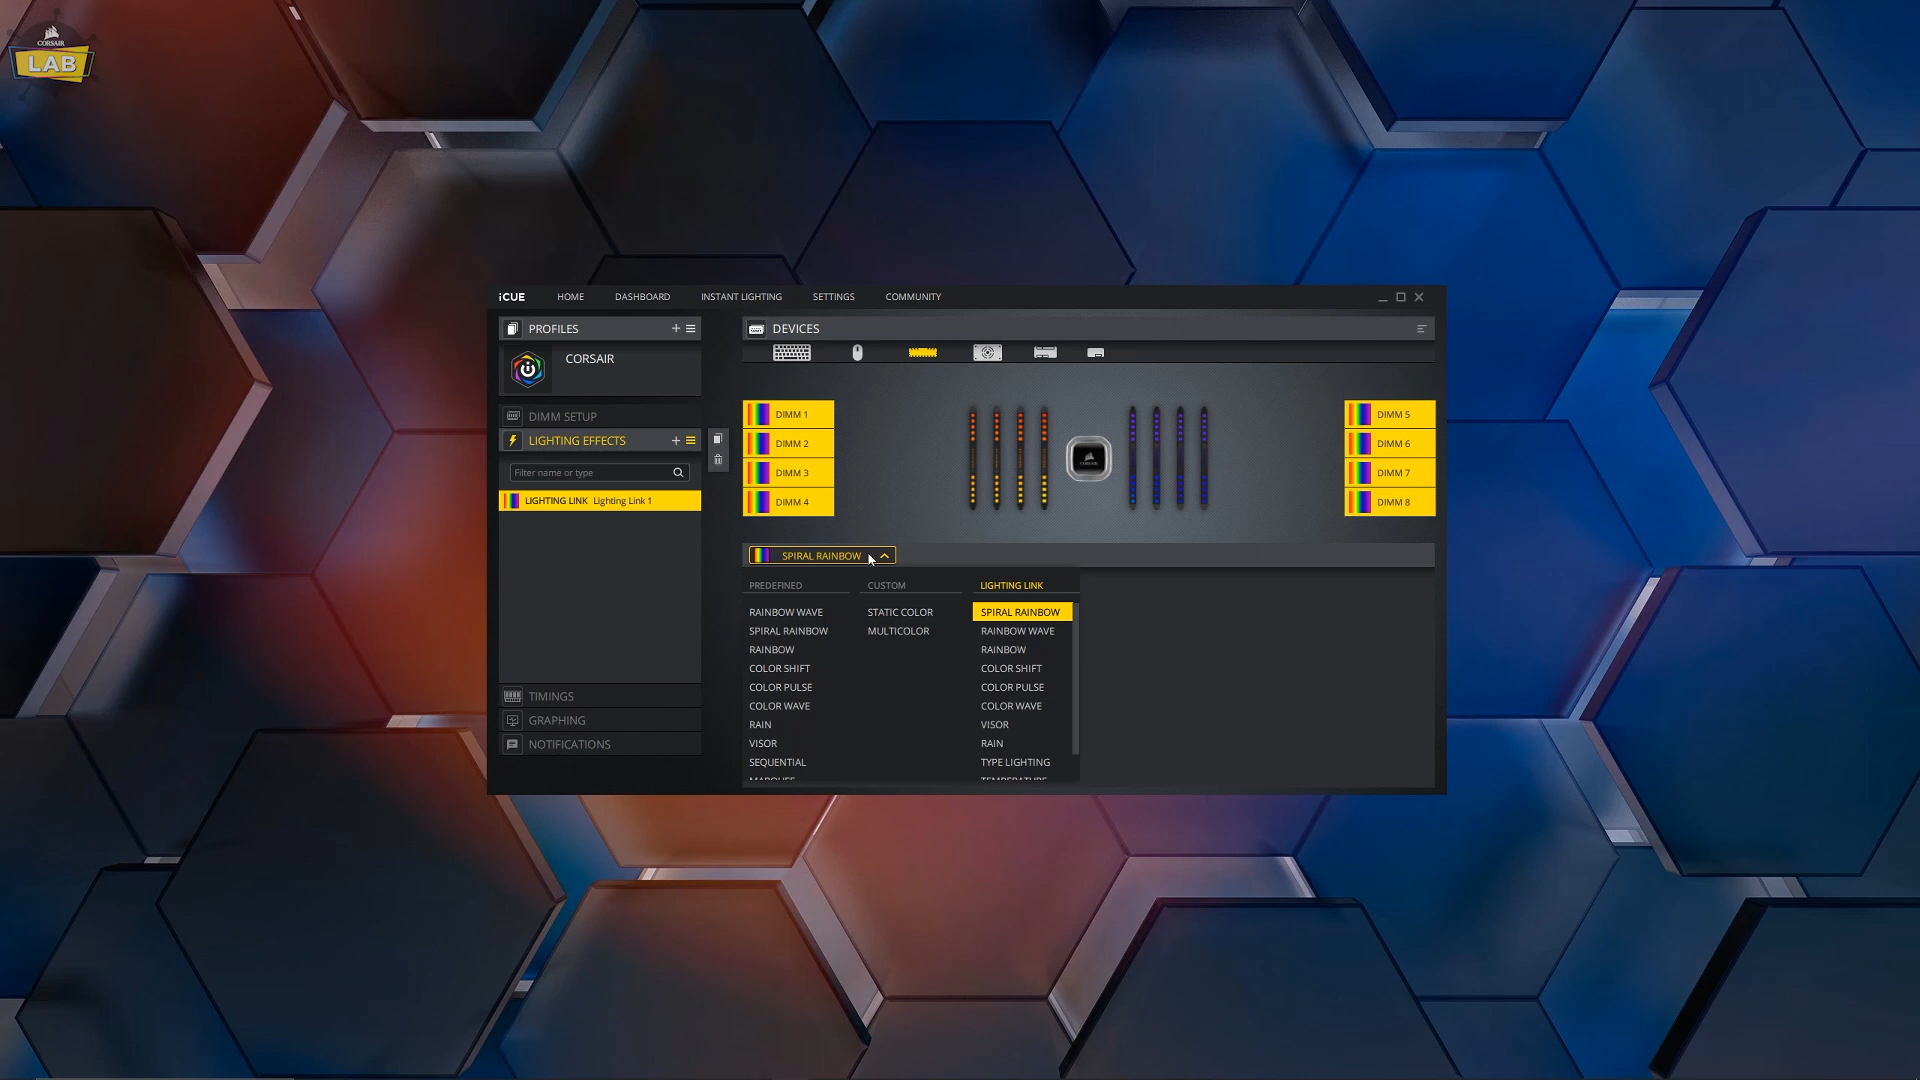 CORSAIR
LAB
iCUE HOME DASHBOARD INSTANT LIGHTING SETTINGS COMMUNITY
PROFILES
CORSAIR
DIMM SETUP
LIGHTING EFFECTS
Filter name or type
LIGHTING LINK Lighting Link 1
TIMINGS
GRAPHING
NOTIFICATIONS
DEVICES
DIMM 1
DIMM 2
DIMM 3
DIMM 4
CORSAIR
DIMM 5
DIMM 6
DIMM 7
DIMM 8
SPIRAL RAINBOW
PREDEFINED
RAINBOW WAVE
SPIRAL RAINBOW
RAINBOW
COLOR SHIFT
COLOR PULSE
COLOR WAVE
RAIN
VISOR
SEQUENTIAL
MARQUEE
CUSTOM
STATIC COLOR
MULTICOLOR
LIGHTING LINK
SPIRAL RAINBOW
RAINBOW WAVE
RAINBOW
COLOR SHIFT
COLOR PULSE
COLOR WAVE
VISOR
RAIN
TYPE LIGHTING
TEMPERATURE